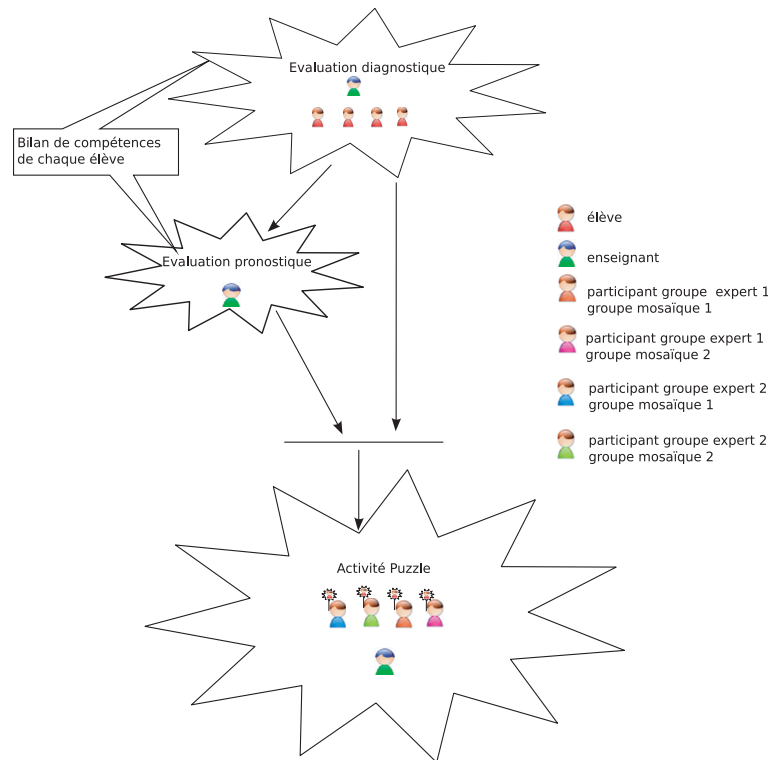 Evaluation diagnostique
Bilan de compétences
de chaque élève
Evaluation pronostique
élève
enseignant
participant groupe expert 1
groupe mosaïque 1
participant groupe expert 1
groupe mosaïque 2
participant groupe expert 2
groupe mosaïque 1
participant groupe expert 2
groupe mosaïque 2
Activité Puzzle